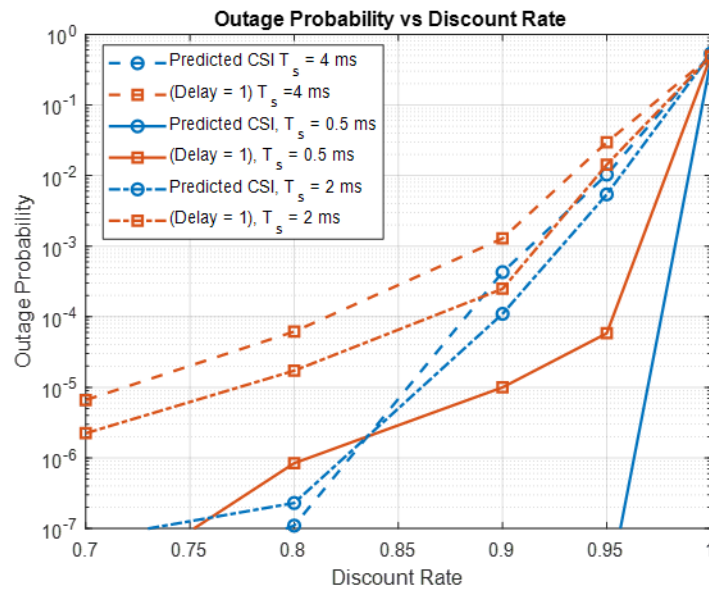 Outage Probability vs Discount Rate
10^0
10^-1
10^-2
10^-3
10^-4
10^-5
10^-6
10^-7
Outage Probability
Predicted CSI T_s = 4 ms
(Delay = 1) T_s =4 ms
Predicted CSI, T_s = 0.5 ms
(Delay = 1), T_s = 0.5 ms
Predicted CSI, T_s = 2 ms
(Delay = 1), T_s = 2 ms
0.7 0.75 0.8 0.85 0.9 0.95 1
Discount Rate